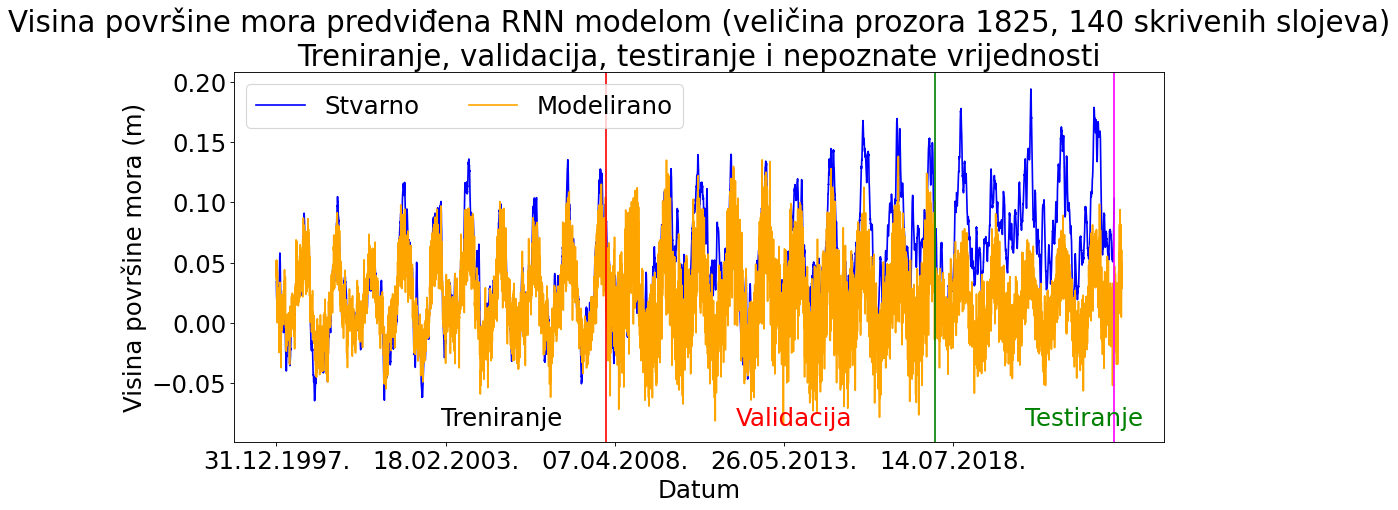 Visina površine mora predviđena RNN modelom (veličina prozora 1825, 140 skrivenih slojeva)
Treniranje, validacija, testiranje i nepoznate vrijednosti
Stvarno Modelirano
Visina površine mora (m)
0.20
0.15
0.10
0.05
0.00
−0.05
Treniranje Validacija Testiranje
31.12.1997. 18.02.2003. 07.04.2008. 26.05.2013. 14.07.2018.
Datum